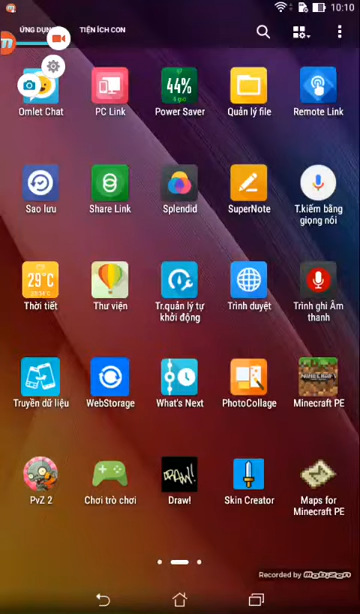 10:10
ỨNG DỤNG
TIỆN ÍCH CON
Omlet Chat
PC Link
44%
Power Saver
Quản lý file
Remote Link
Sao lưu
Share Link
Splendid
SuperNote
T.kiếm bằng
giọng nói
29°C
Thời tiết
Thư viện
Tr.quản lý tự
khởi động
Trình duyệt
Trình ghi Âm
thanh
Truyền dữ liệu
WebStorage
What's Next
PhotoCollage
Minecraft PE
PvZ 2
Chơi trò chơi
DRAW!
Draw!
Skin Creator
Maps for
Minecraft PE
Recorded by Mobizen